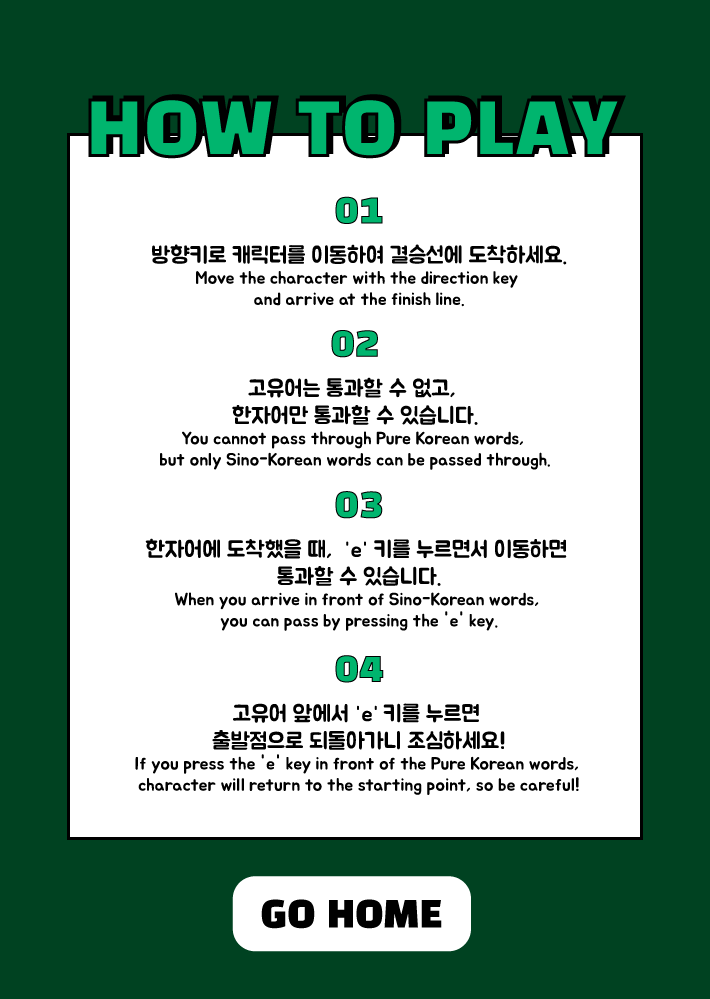 HOW TO PLAY
01
방향키로 캐릭터를 이동하여 결승선에 도착하세요.
Move the character with the direction key
and arrive at the finish line.
02
고유어는 통과할 수 없고,
한자어만 통과할 수 있습니다.
You cannot pass through Pure Korean words,
but only Sino-Korean words can be passed through.
03
한자어에 도착했을 때, 'e' 키를 누르면서 이동하면
통과할 수 있습니다.
When you arrive in front of Sino-Korean words,
you can pass by pressing the 'e' key.
04
고유어 앞에서 'e' 키를 누르면
출발점으로 되돌아가니 조심하세요!
If you press the 'e' key in front of the Pure Korean words,
character will return to the starting point, so be careful!
GO HOME